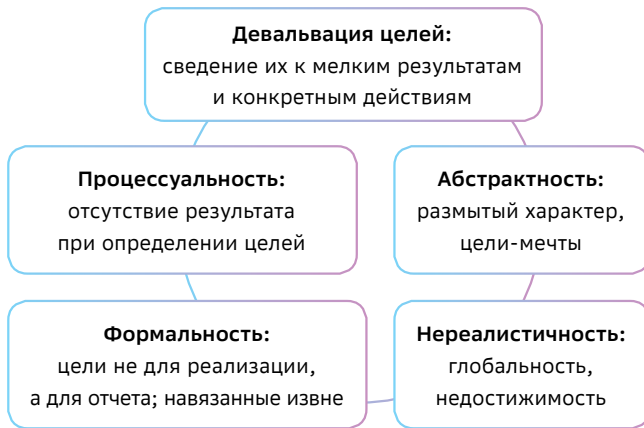 Девальвация целей:
сведение их к мелким результатам
и конкретным действиям
Процессуальность:
отсутствие результата
при определении целей
Абстрактность:
размытый характер,
цели-мечты
Формальность:
цели не для реализации,
а для отчета; навязанные извне
Нереалистичность:
глобальность,
недостижимость